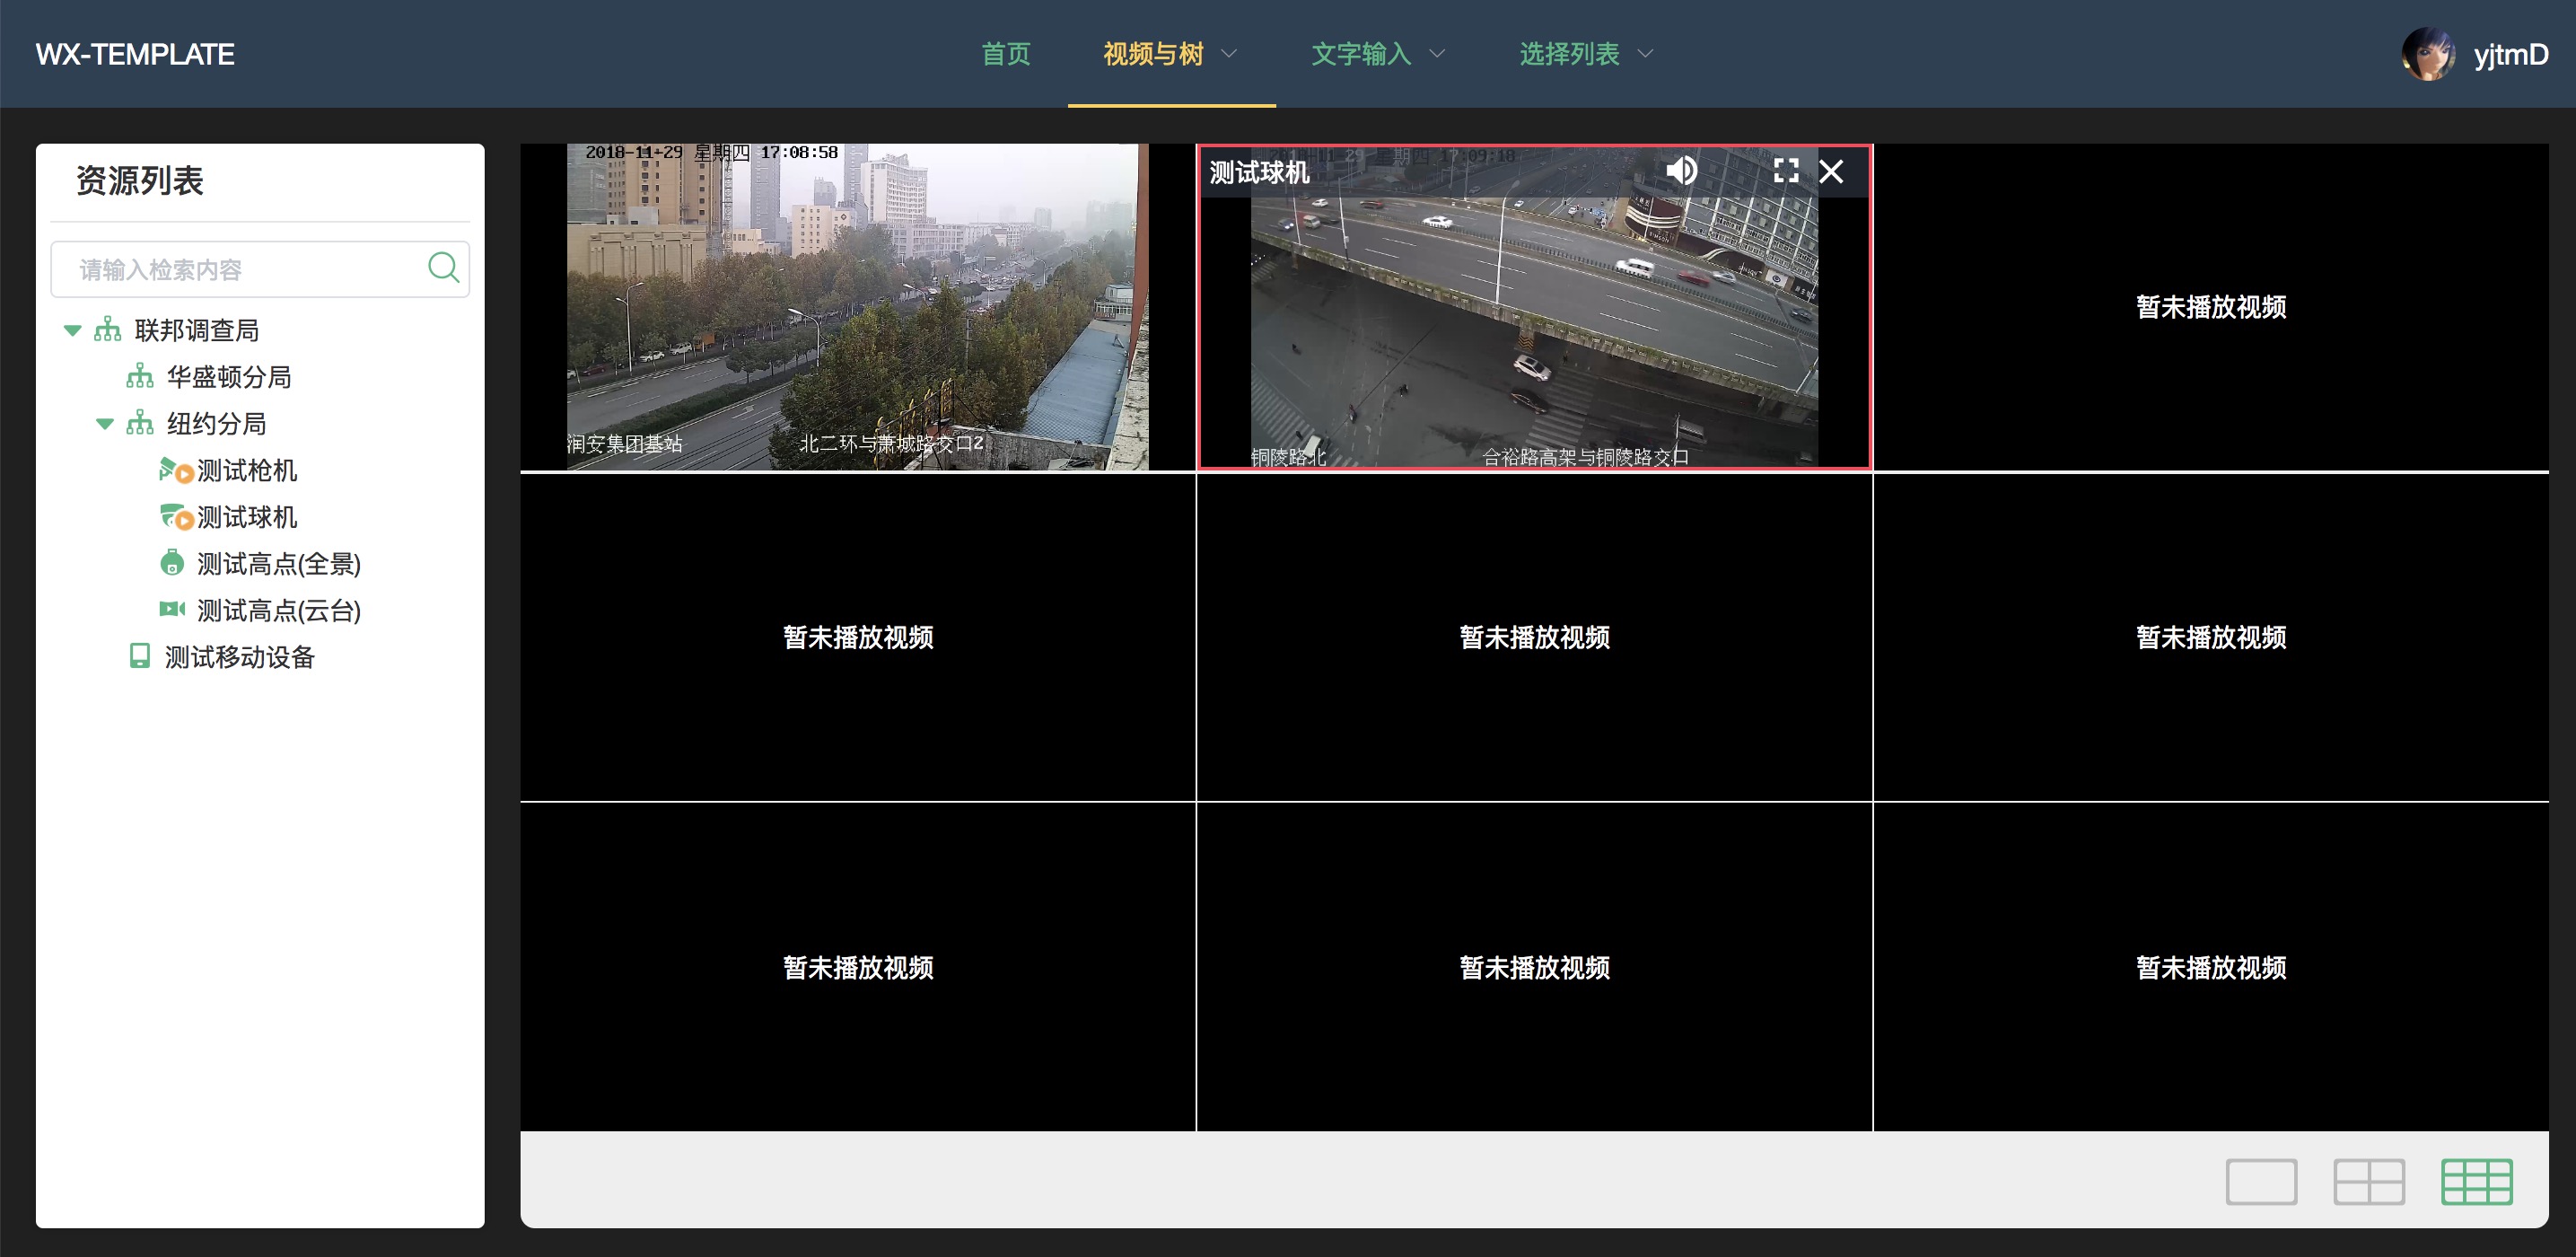 WX-TEMPLATE
首页
视频与树
文字输入
选择列表
yjtmD
资源列表
请输入检索内容
联邦调查局
华盛顿分局
纽约分局
测试枪机
测试球机
测试高点(全景)
测试高点(云台)
测试移动设备
2018-11-29 星期四 17:08:58
润安集团基站
北二环与萧城路交口2
测试球机
2018-11-29 星期四 17:09:18
铜陵路北
合裕路高架与铜陵路交口
暂未播放视频
暂未播放视频
暂未播放视频
暂未播放视频
暂未播放视频
暂未播放视频
暂未播放视频